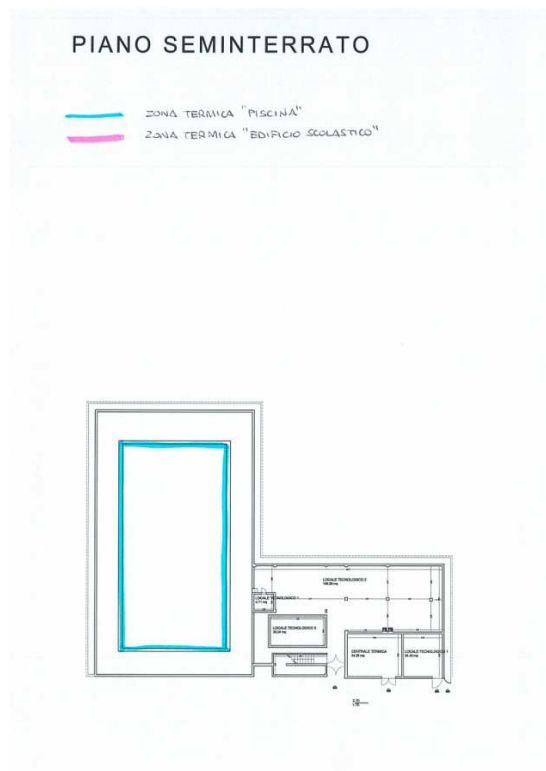 PIANO SEMINTERRATO
ZONA TERMICA "PISCINA"
ZONA TERMICA "EDIFICIO SCOLASTICO"
LOCALE TECNOLOGICO 2
LOCALE TECNOLOGICO 1
LOCALE TECNOLOGICO 3
CENTRALE TERMICA
LOCALE TECNOLOGICO